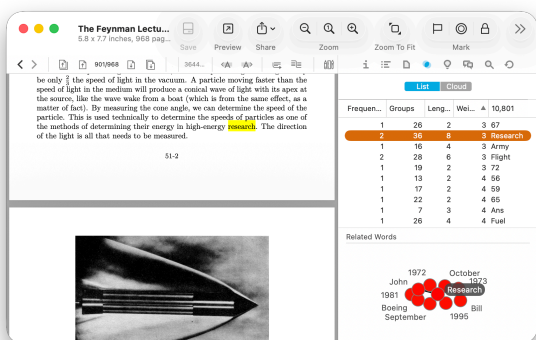 The Feynman Lectu...
5.8 x 7.7 inches, 968 pag...
Save
Preview
Share
Zoom
Zoom To Fit
Mark
901/968
3644...
be only 2/3 the speed of light in the vacuum. A particle moving faster than the
speed of light in the medium will produce a conical wave of light with its apex at
the source, like the wave wake from a boat (which is from the same effect, as a
matter of fact). By measuring the cone angle, we can determine the speed of the
particle. This is used technically to determine the speeds of particles as one of
the methods of determining their energy in high-energy research. The direction
of the light is all that needs to be measured.
51-2
List
Cloud
Frequen... Groups Leng... Wei... 10,801
1 26 2 3 67
2 36 8 3 Research
1 16 4 3 Army
2 28 6 3 Flight
1 19 2 3 72
1 13 2 4 56
1 17 2 4 59
1 22 2 4 65
1 7 3 4 Ans
1 26 4 4 Fuel
Related Words
1972
October
John
1973
1981
Research
Boeing
Bill
September
1995